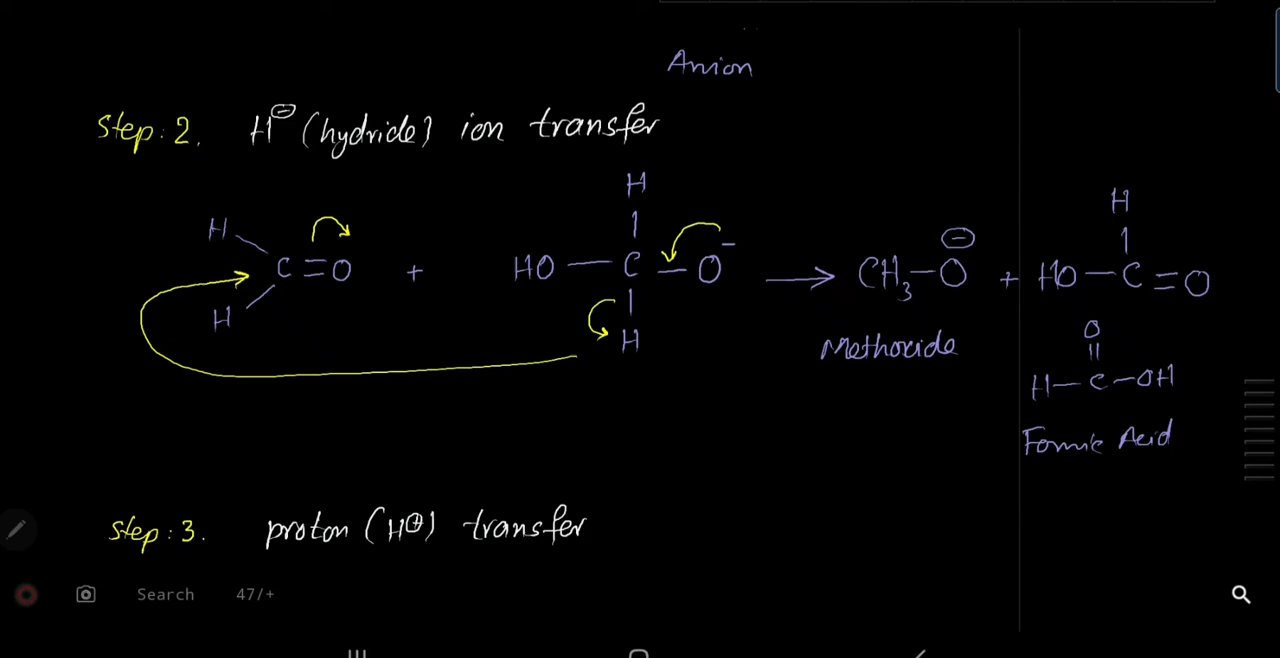 Anion
Step: 2. H⊖ (hydride) ion transfer
H H
H C = O + HO — C — O⁻ → CH₃ — O⊖ + HO — C = O
H H
Methoxide
O
H — C — OH
Formic Acid
Step: 3. proton (H⊕) transfer
Search 47/+